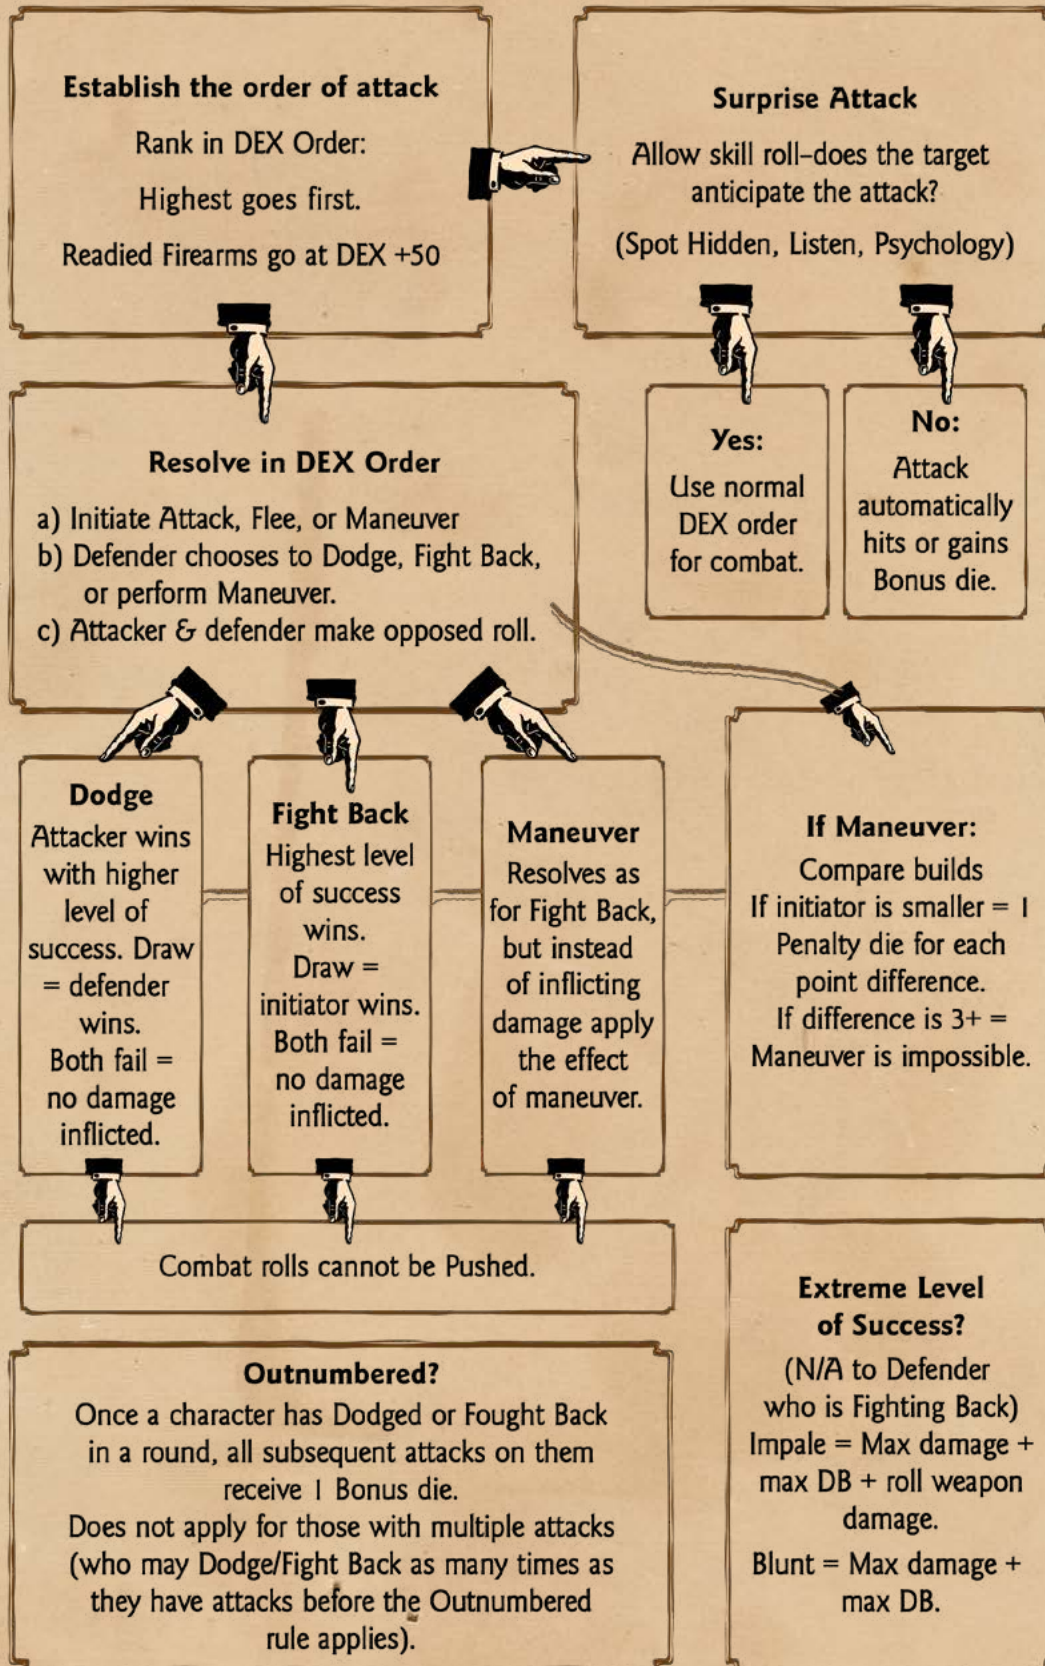 Establish the order of attack
Rank in DEX Order:
Highest goes first.
Readied Firearms go at DEX +50
Surprise Attack
Allow skill roll–does the target
anticipate the attack?
(Spot Hidden, Listen, Psychology)
Yes:
Use normal
DEX order
for combat.
No:
Attack
automatically
hits or gains
Bonus die.
Resolve in DEX Order
a) Initiate Attack, Flee, or Maneuver
b) Defender chooses to Dodge, Fight Back,
or perform Maneuver.
c) Attacker & defender make opposed roll.
Dodge
Attacker wins
with higher
level of
success. Draw
= defender
wins.
Both fail =
no damage
inflicted.
Fight Back
Highest level
of success
wins.
Draw =
initiator wins.
Both fail =
no damage
inflicted.
Maneuver
Resolves as
for Fight Back,
but instead
of inflicting
damage apply
the effect
of maneuver.
If Maneuver:
Compare builds
If initiator is smaller = 1
Penalty die for each
point difference.
If difference is 3+ =
Maneuver is impossible.
Combat rolls cannot be Pushed.
Outnumbered?
Once a character has Dodged or Fought Back
in a round, all subsequent attacks on them
receive 1 Bonus die.
Does not apply for those with multiple attacks
(who may Dodge/Fight Back as many times as
they have attacks before the Outnumbered
rule applies).
Extreme Level
of Success?
(N/A to Defender
who is Fighting Back)
Impale = Max damage +
max DB + roll weapon
damage.
Blunt = Max damage +
max DB.